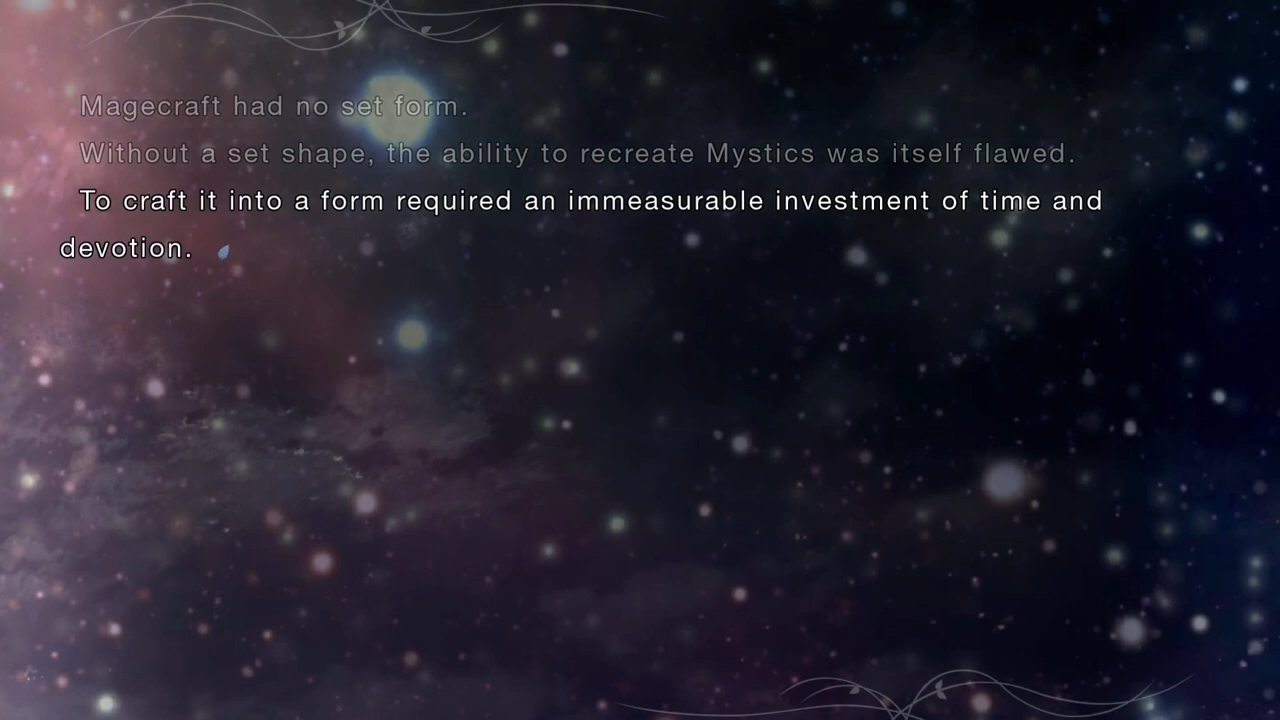 Magecraft had no set form.
Without a set shape, the ability to recreate Mystics was itself flawed.
To craft it into a form required an immeasurable investment of time and
devotion.